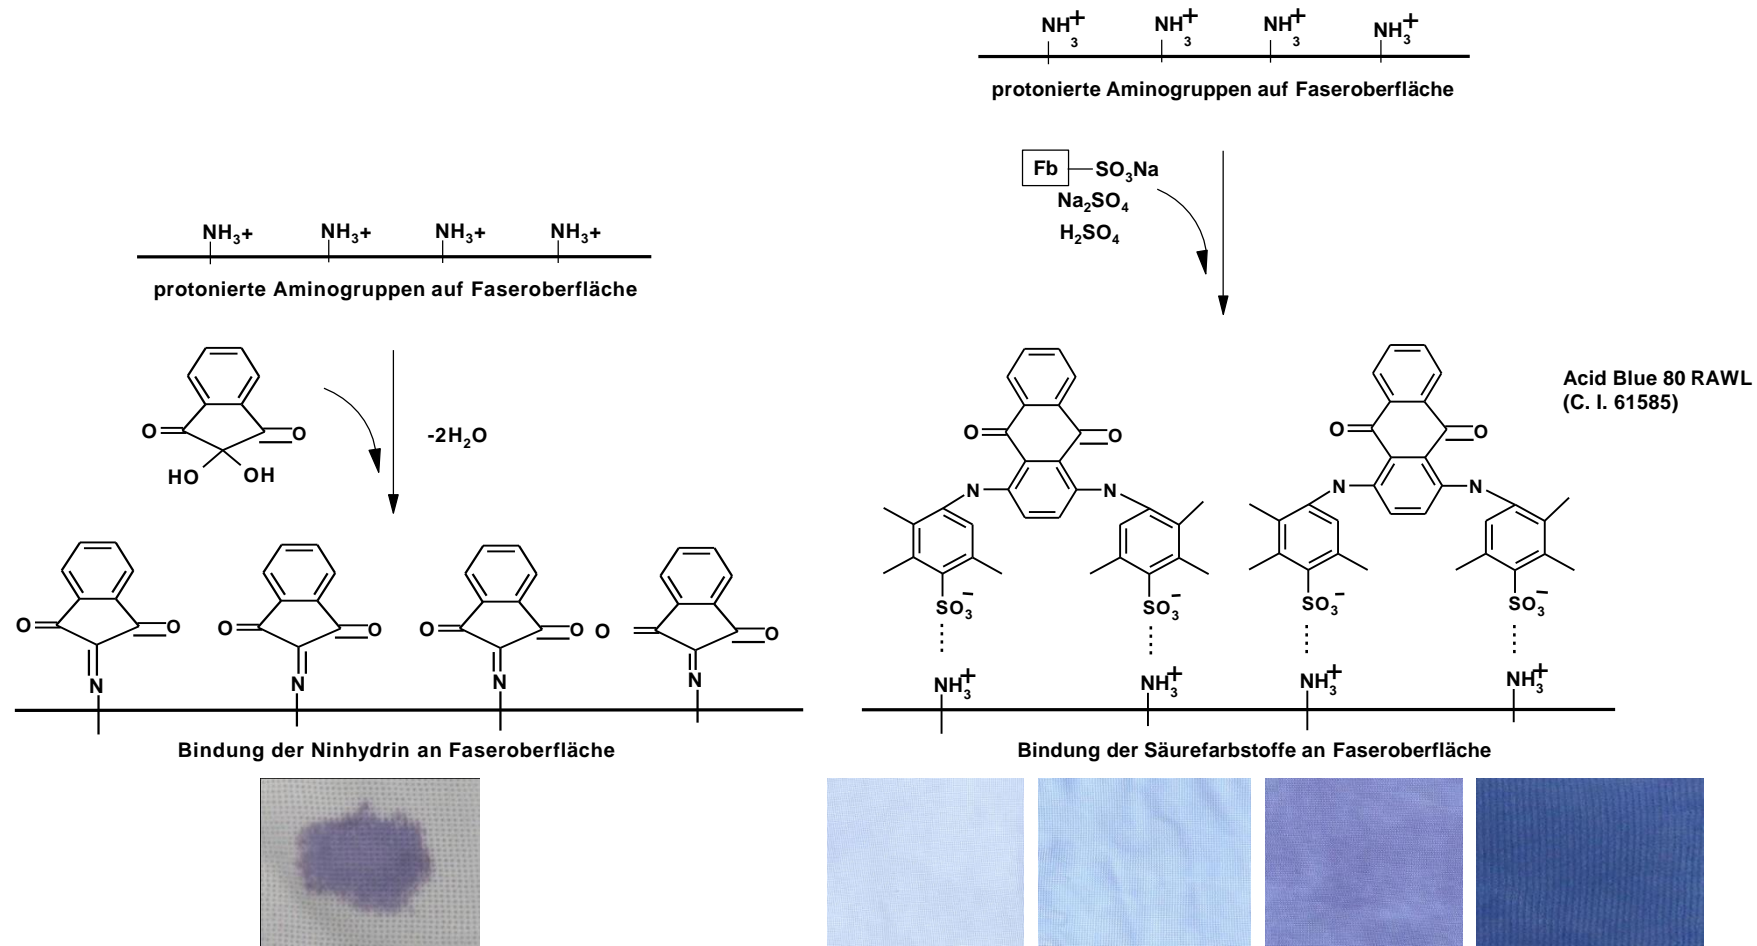 NH₃+ NH₃+ NH₃+ NH₃+
protonierte Aminogruppen auf Faseroberfläche
O O
HO OH
-2H₂O
O O O O O O O O
N N N N
Bindung der Ninhydrin an Faseroberfläche
NH₃⁺ NH₃⁺ NH₃⁺ NH₃⁺
protonierte Aminogruppen auf Faseroberfläche
Fb SO₃Na
Na₂SO₄
H₂SO₄
Acid Blue 80 RAWL
(C. I. 61585)
O O O O
N N N N
SO₃⁻ SO₃⁻ SO₃⁻ SO₃⁻
NH₃⁺ NH₃⁺ NH₃⁺ NH₃⁺
Bindung der Säurefarbstoffe an Faseroberfläche